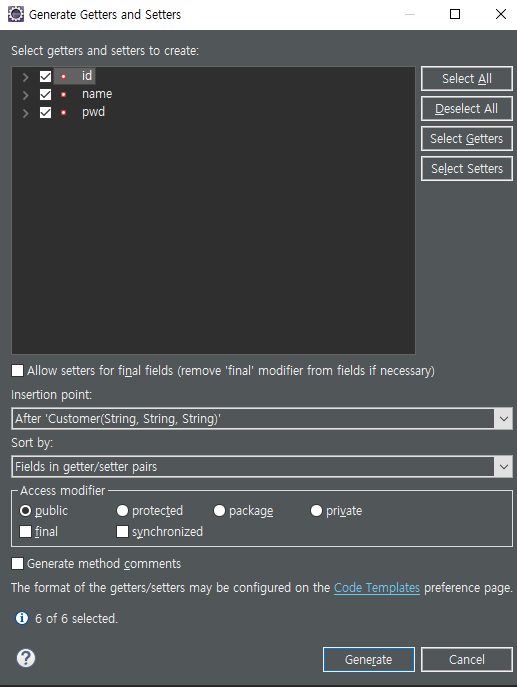 Generate Getters and Setters
Select getters and setters to create:
id
name
pwd
Select All
Deselect All
Select Getters
Select Setters
Allow setters for final fields (remove 'final' modifier from fields if necessary)
Insertion point:
After 'Customer(String, String, String)'
Sort by:
Fields in getter/setter pairs
Access modifier
public protected package private
final synchronized
Generate method comments
The format of the getters/setters may be configured on the Code Templates preference page.
6 of 6 selected.
Generate Cancel